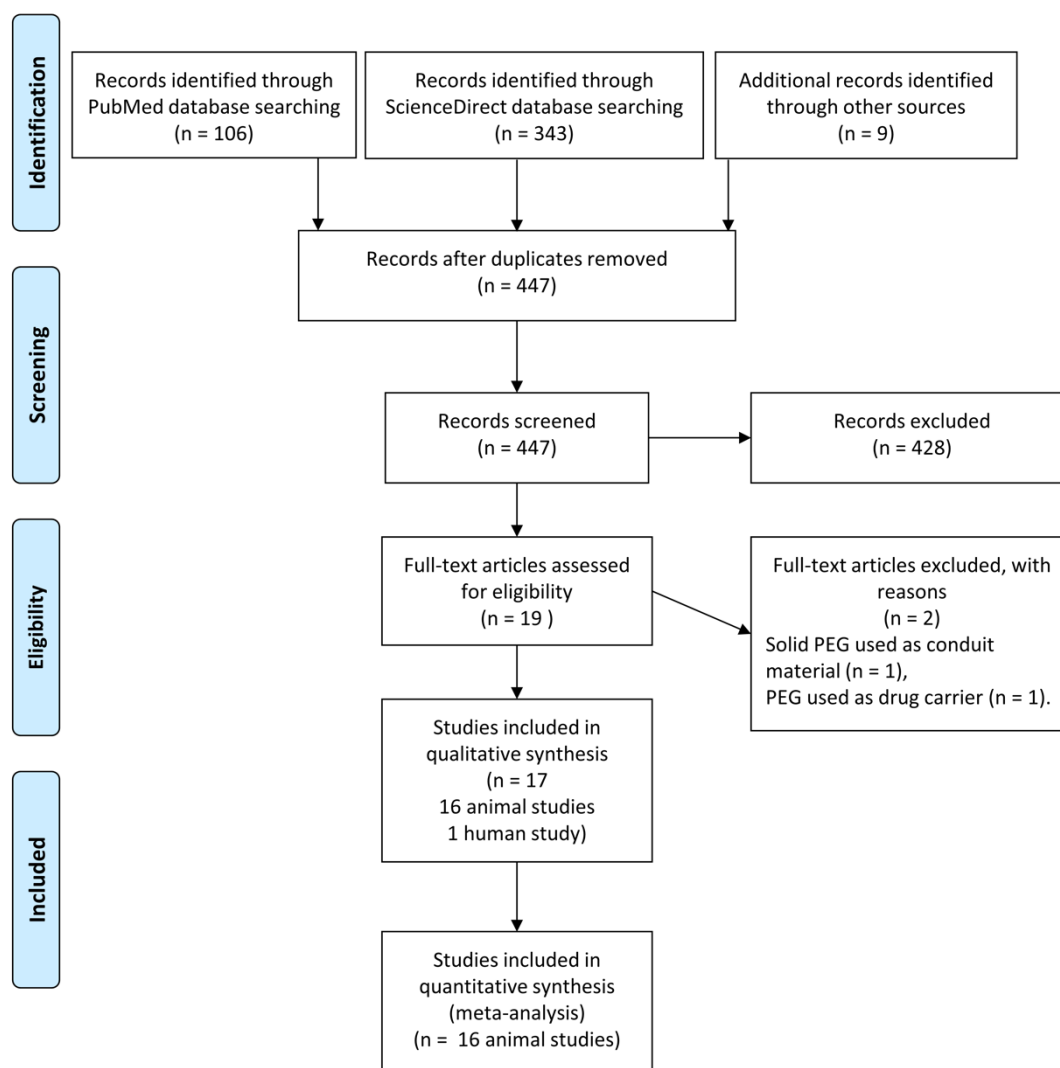 Identification
Records identified through
PubMed database searching
(n = 106)
Records identified through
ScienceDirect database searching
(n = 343)
Additional records identified
through other sources
(n = 9)
Records after duplicates removed
(n = 447)
Screening
Records screened
(n = 447)
Records excluded
(n = 428)
Eligibility
Full-text articles assessed
for eligibility
(n = 19 )
Full-text articles excluded, with
reasons
(n = 2)
Solid PEG used as conduit
material (n = 1),
PEG used as drug carrier (n = 1).
Studies included in
qualitative synthesis
(n = 17
16 animal studies
1 human study)
Included
Studies included in
quantitative synthesis
(meta-analysis)
(n =  16 animal studies)